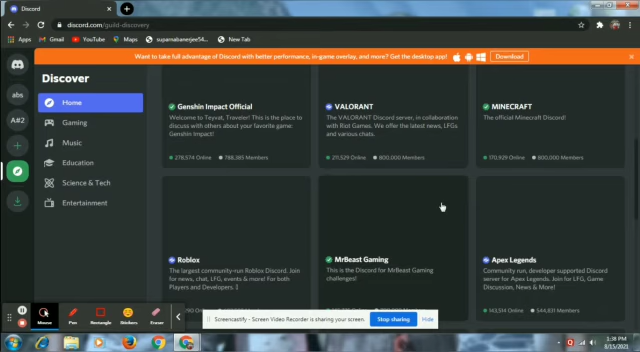 Discord
discord.com/guild-discovery
Apps
Gmail
YouTube
Maps
suparnabanerjee54...
New Tab
Want to take full advantage of Discord with better performance, in-game overlay, and more? Get the desktop app!
Download
abs
A#2
Discover
Home
Gaming
Music
Education
Science & Tech
Entertainment
Genshin Impact Official
Welcome to Teyvat, Traveler! This is the place to
discuss with others about your favorite game:
Genshin Impact!
278,574 Online
788,385 Members
VALORANT
The VALORANT Discord server, in collaboration
with Riot Games. We offer the latest news, LFGs
and various chats.
211,529 Online
800,000 Members
MINECRAFT
The official Minecraft Discord!
170,929 Online
800,000 Members
Roblox
The largest community-run Roblox Discord. Join
for news, chat, LFG, events & more! For both
Players and Developers. :)
MrBeast Gaming
This is the Discord for MrBeast Gaming
challenges!
Apex Legends
Community run, developer supported Discord
server for Apex Legends. Join for LFG, Game
Discussion, News & More!
143,514 Online
544,831 Members
Mouse
Pen
Rectangle
Stickers
Eraser
Screencastify - Screen Video Recorder is sharing your screen.
Stop sharing
Hide
1:38 PM
8/15/2021